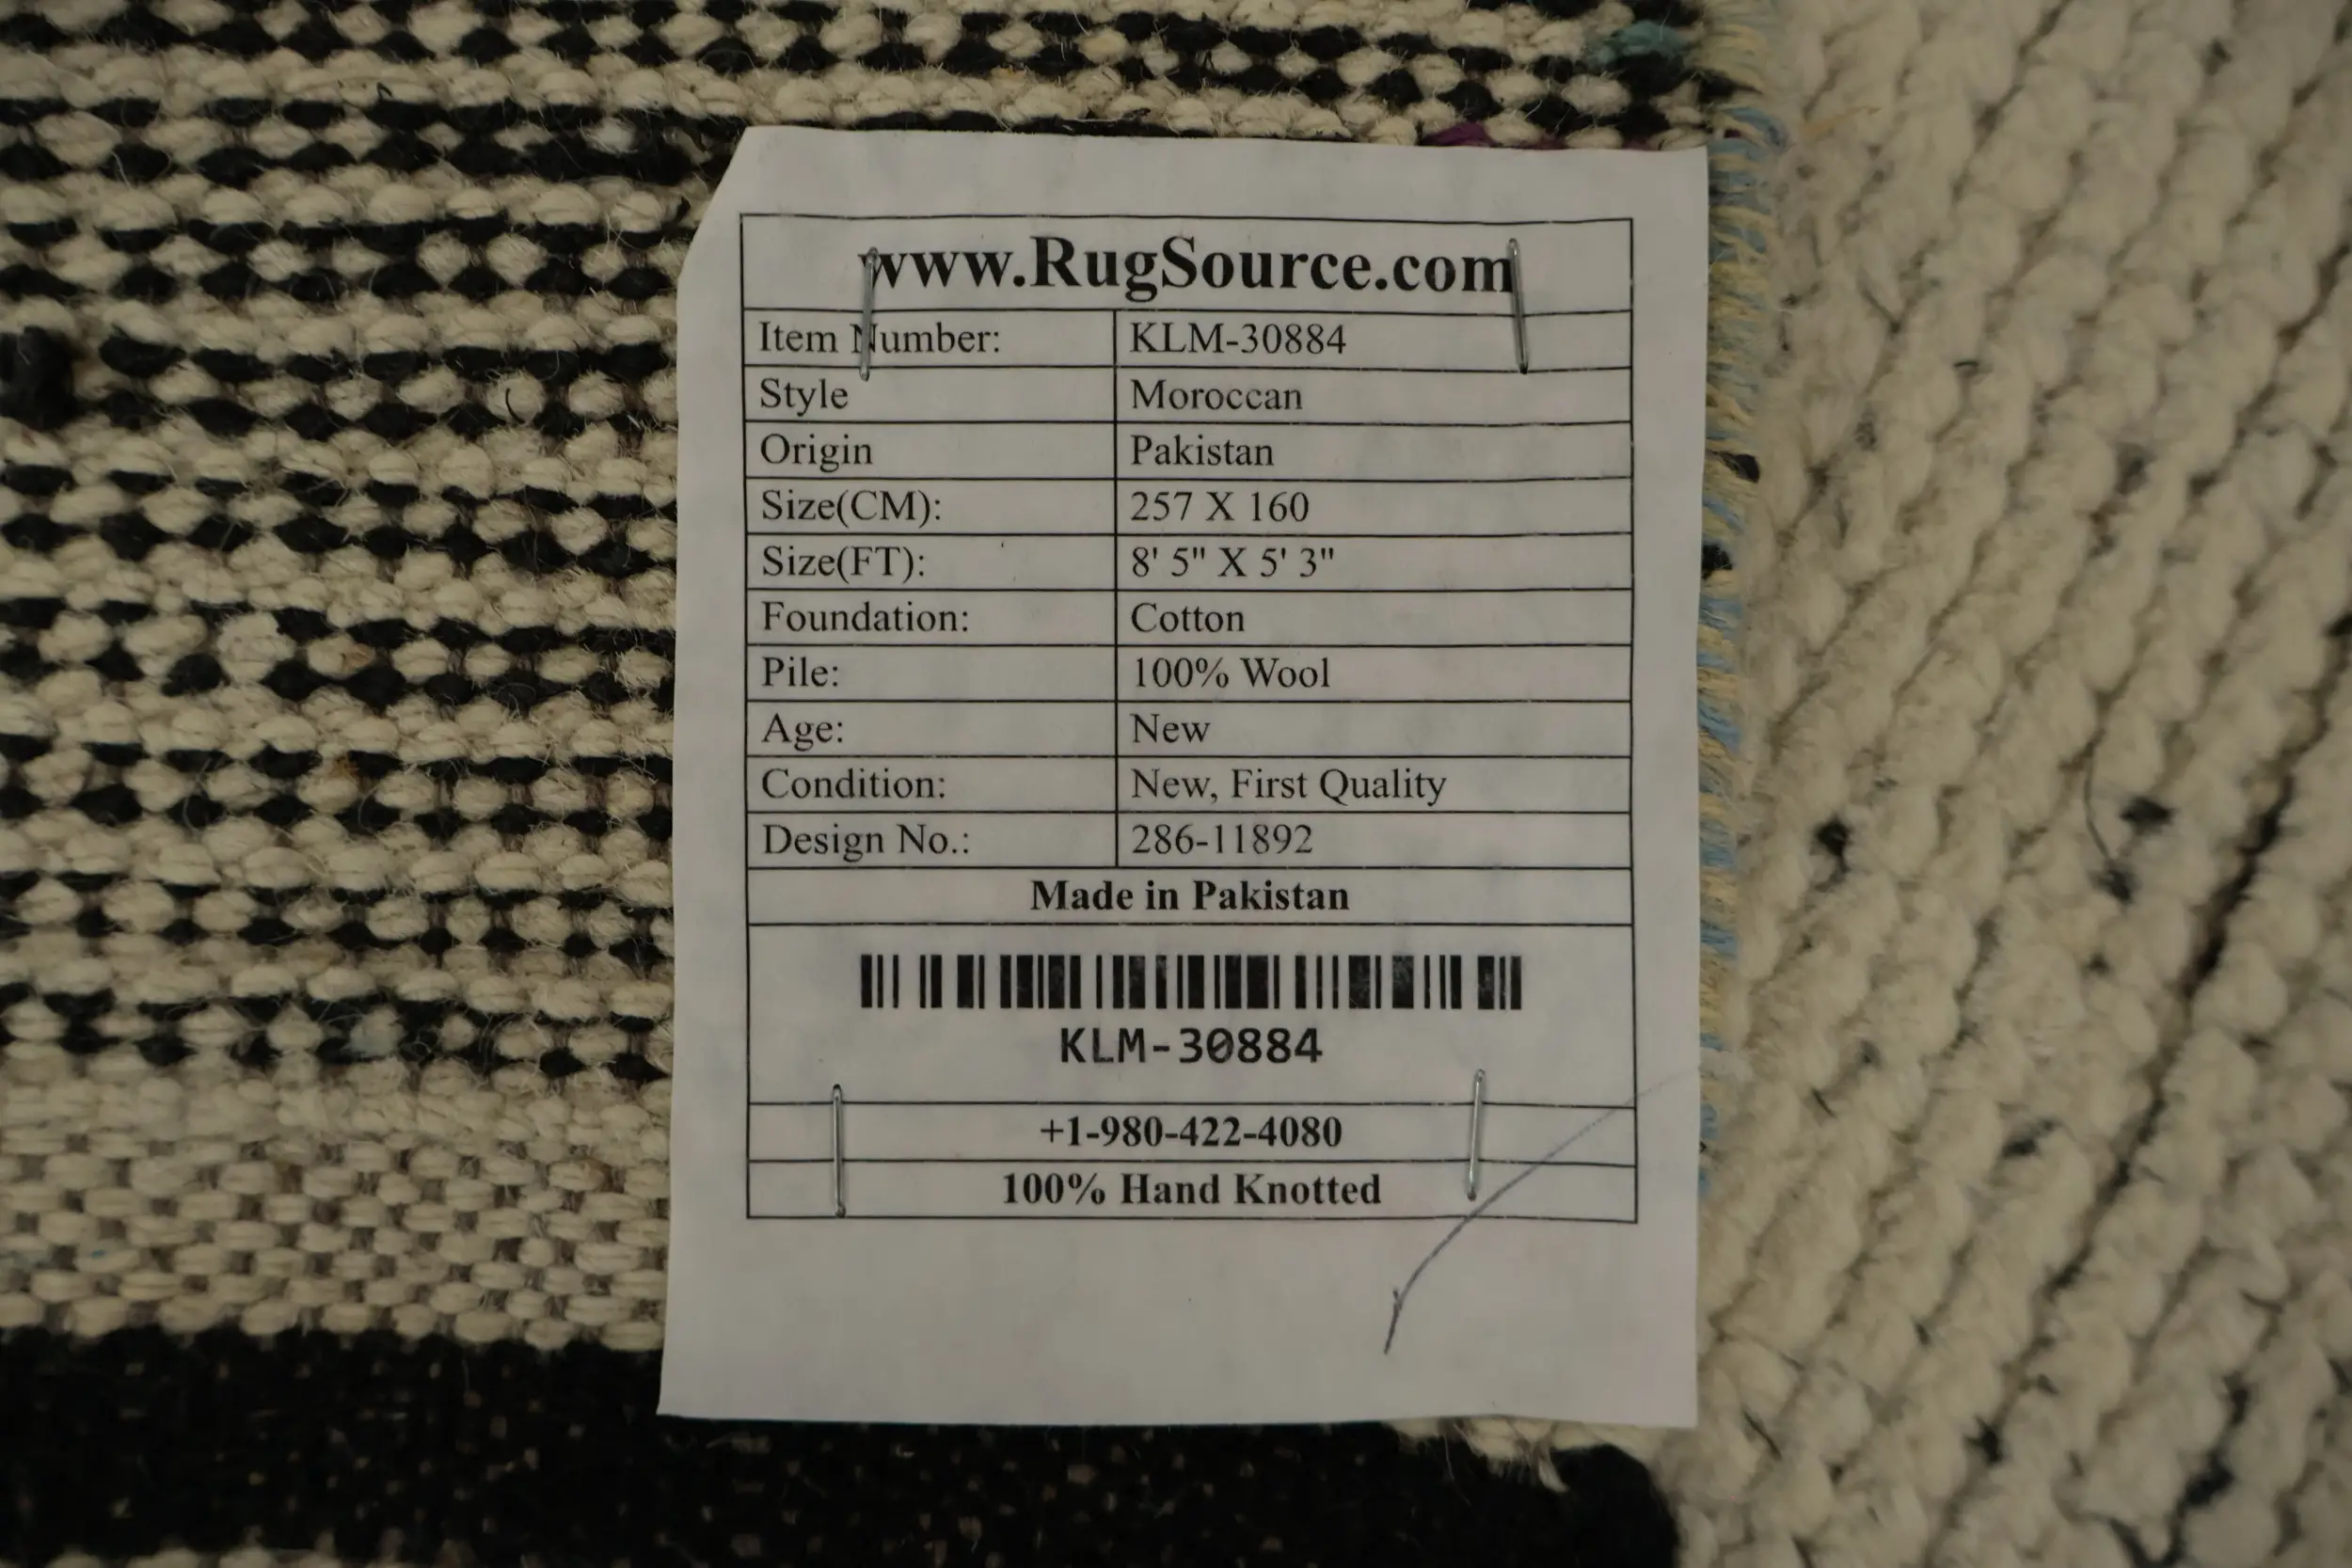 www.RugSource.com
Item Number: KLM-30884
Style Moroccan
Origin Pakistan
Size(CM): 257 X 160
Size(FT): 8' 5" X 5' 3"
Foundation: Cotton
Pile: 100% Wool
Age: New
Condition: New, First Quality
Design No.: 286-11892
Made in Pakistan
KLM-30884
+1-980-422-4080
100% Hand Knotted